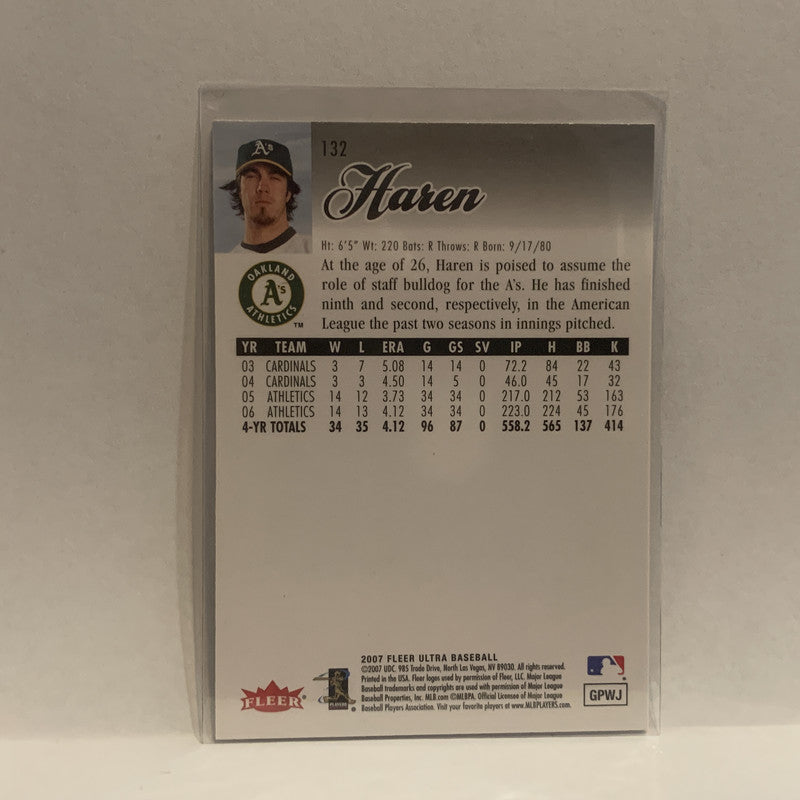 132
A's
Haren
Ht: 6'5" Wt: 220 Bats: R Throws: R Born: 9/17/80
At the age of 26, Haren is poised to assume the
role of staff bulldog for the A's. He has finished
ninth and second, respectively, in the American
League the past two seasons in innings pitched.
OAKLAND
A's
ATHLETICS
TM
YR TEAM W L ERA G GS SV IP H BB K
03 CARDINALS 3 7 5.08 14 14 0 72.2 84 22 43
04 CARDINALS 3 3 4.50 14 5 0 46.0 45 17 32
05 ATHLETICS 14 12 3.73 34 34 0 217.0 212 53 163
06 ATHLETICS 14 13 4.12 34 34 0 223.0 224 45 176
4-YR TOTALS 34 35 4.12 96 87 0 558.2 565 137 414
2007 FLEER ULTRA BASEBALL
©2007 UDC. 985 Trade Drive, North Las Vegas, NV 89030. All rights reserved.
Printed in the USA. Fleer logos used by permission of Fleer, LLC. Major League
Baseball trademarks and copyrights are used with permission of Major League
Baseball Properties, Inc. MLB.com ©MLBPA. Official Licensee of Major League
Baseball Players Association. Visit your favorite players at www.MLBPLAYERS.com.
FLEER
PLAYERS
GPWJ